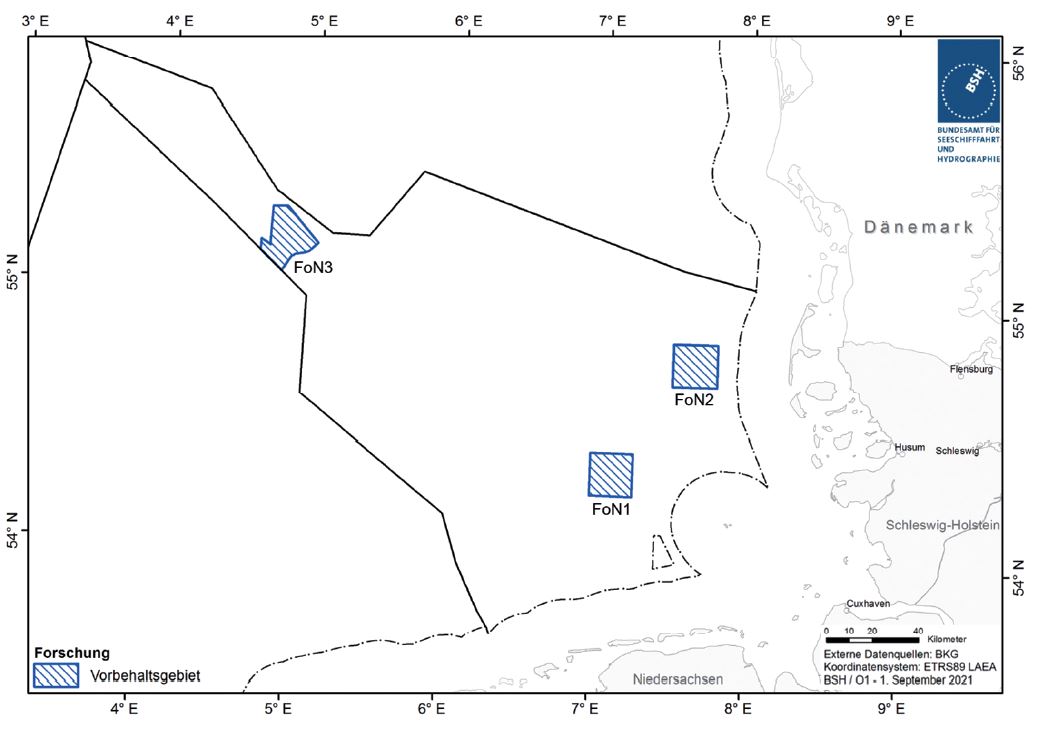 3° E 4° E 5° E 6° E 7° E 8° E 9° E
56° N
BSH
BUNDESAMT FÜR
SEESCHIFFFAHRT
UND
HYDROGRAPHIE
Dänemark
FoN3
55° N
55° N
Flensburg
FoN2
Husum
Schleswig
FoN1
Schleswig-Holstein
54° N
54° N
Cuxhaven
0 10 20 40 Kilometer
Forschung
Vorbehaltsgebiet
Niedersachsen
Externe Datenquellen: BKG
Koordinatensystem: ETRS89 LAEA
BSH / O1 - 1. September 2021
4° E 5° E 6° E 7° E 8° E 9° E